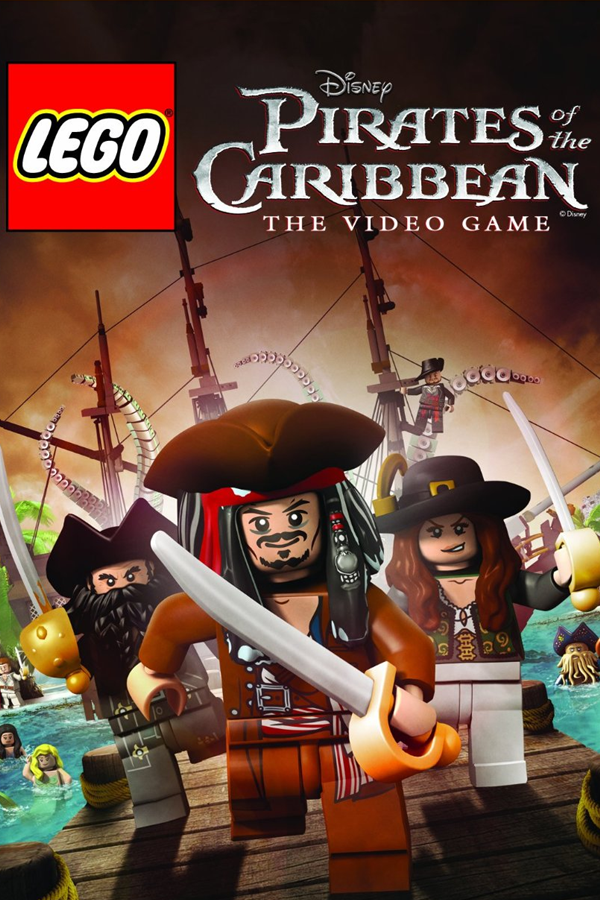 LEGO®
Disney
PIRATES of the
CARIBBEAN
© Disney
THE VIDEO GAME